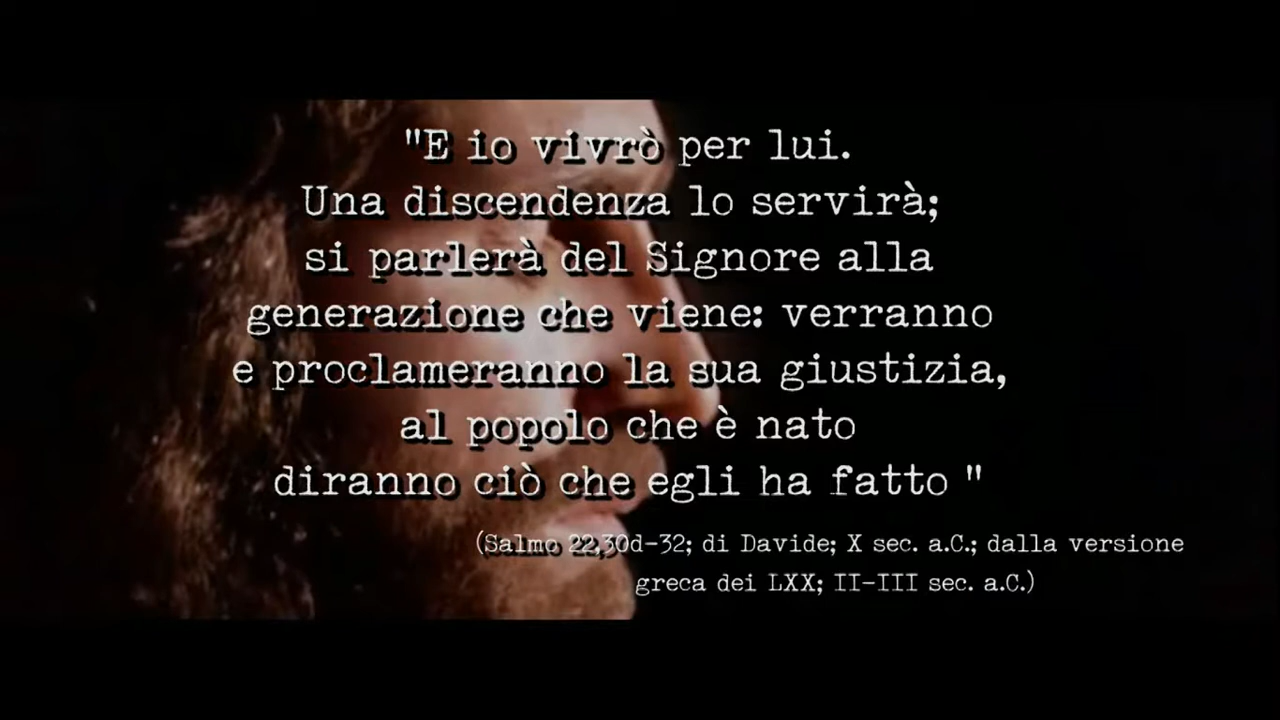 "E io vivrò per lui.
Una discendenza lo servirà;
si parlerà del Signore alla
generazione che viene: verranno
e proclameranno la sua giustizia,
al popolo che è nato
diranno ciò che egli ha fatto "
(Salmo 22,30d-32; di Davide; X sec. a.C.; dalla versione
greca dei LXX; II-III sec. a.C.)